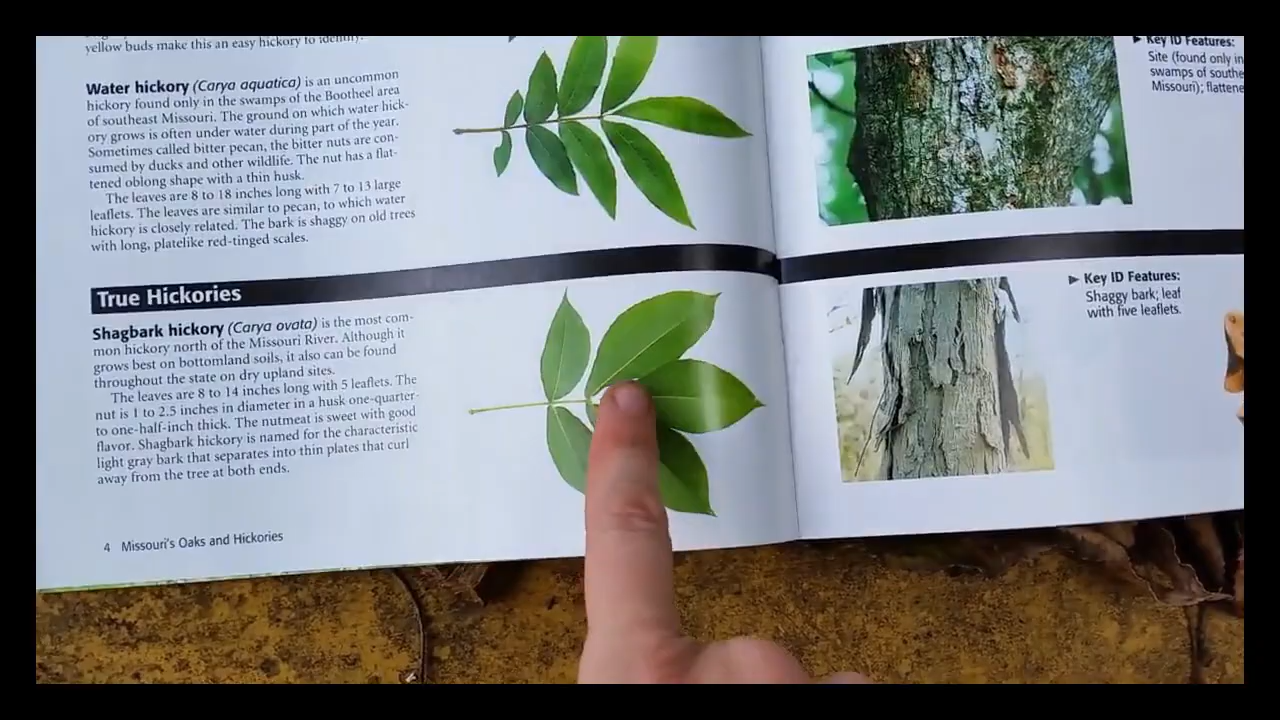 yellow buds make this an easy hickory to identify.
Water hickory (Carya aquatica) is an uncommon
hickory found only in the swamps of the Bootheel area
of southeast Missouri. The ground on which water hick-
ory grows is often under water during part of the year.
Sometimes called bitter pecan, the bitter nuts are con-
sumed by ducks and other wildlife. The nut has a flat-
tened oblong shape with a thin husk.
The leaves are 8 to 18 inches long with 7 to 13 large
leaflets. The leaves are similar to pecan, to which water
hickory is closely related. The bark is shaggy on old trees
with long, platelike red-tinged scales.
True Hickories
Shagbark hickory (Carya ovata) is the most com-
mon hickory north of the Missouri River. Although it
grows best on bottomland soils, it also can be found
throughout the state on dry upland sites.
The leaves are 8 to 14 inches long with 5 leaflets. The
nut is 1 to 2.5 inches in diameter in a husk one-quarter-
to one-half-inch thick. The nutmeat is sweet with good
flavor. Shagbark hickory is named for the characteristic
light gray bark that separates into thin plates that curl
away from the tree at both ends.
4 Missouri's Oaks and Hickories
► Key ID Features:
Site (found only in
swamps of southe
Missouri); flattene
► Key ID Features:
Shaggy bark; leaf
with five leaflets.